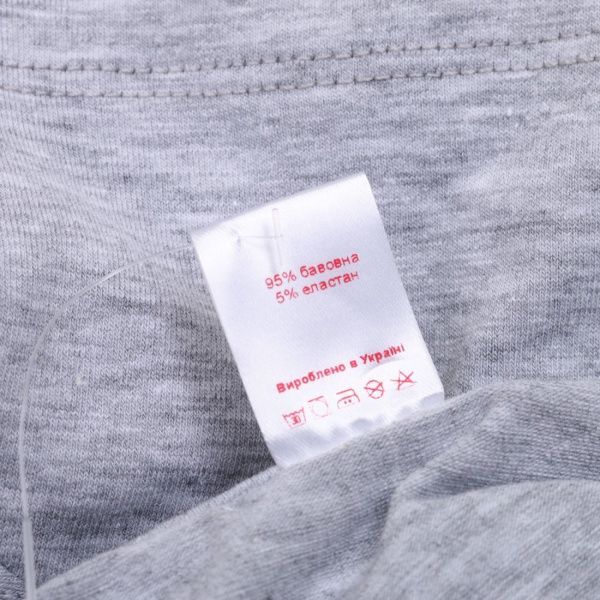 95% бавовна
5% еластан
Вироблено в Україні